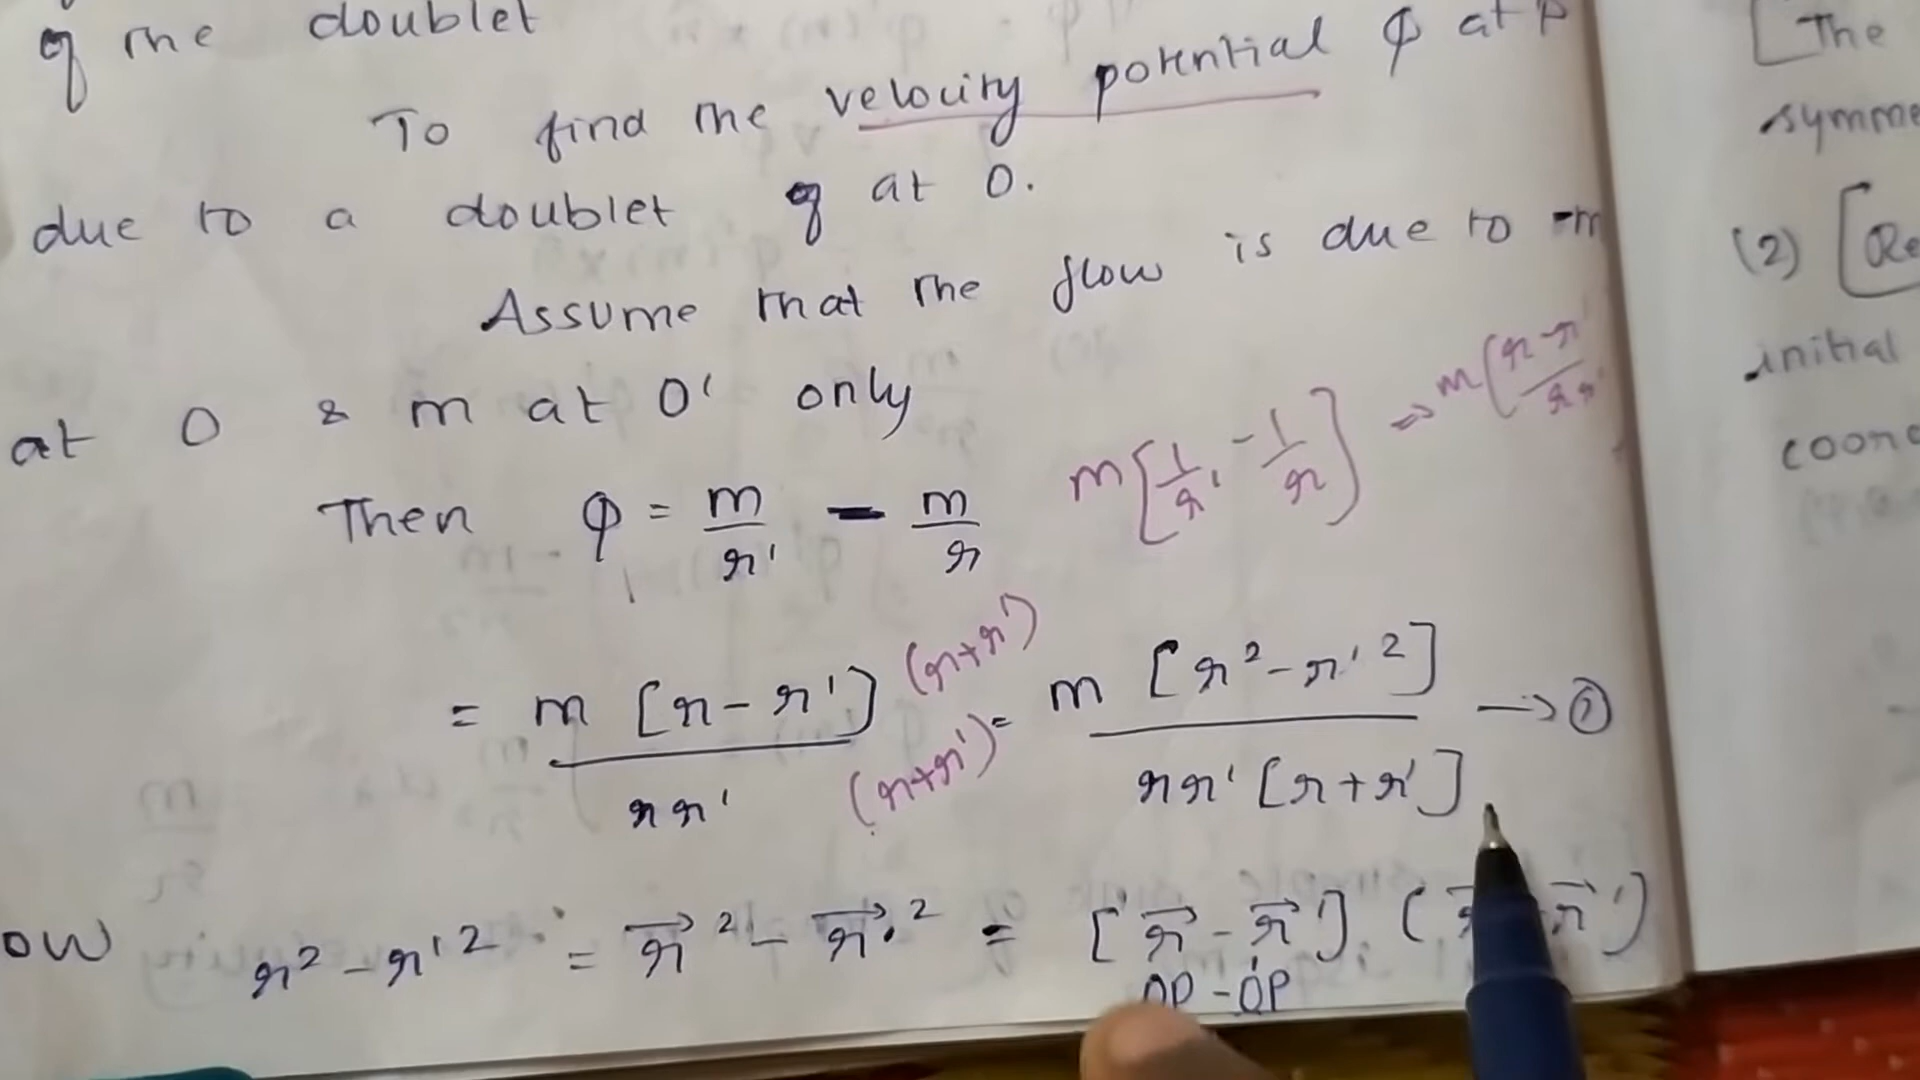 of the doublet
To find the velocity potential φ at P
due to a doublet of at O.
Assume that the flow is due to -m
at O & m at O' only
m[1/r' - 1/r] => m[r-r'/rr'
Then φ = m/r' - m/r
= m [r-r'] (r+r') / rr' (r+r') = m [r² - r'²] / rr' [r+r'] → ①
ow r² - r'² = r⃗² - r⃗'² = [r⃗ - r⃗'] . ( r⃗')
OP - O'P
[The
symme
(2) [Re
initial
coord